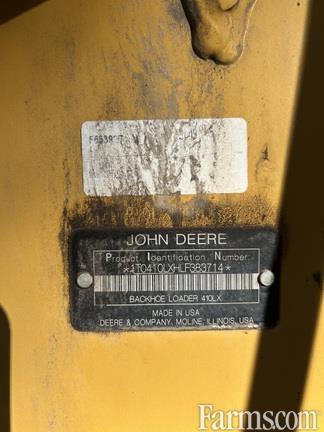 JOHN DEERE
Product Identification Number
*1T0410LXHLF383714*
BACKHOE LOADER 410LX
MADE IN USA
DEERE & COMPANY, MOLINE, ILLINOIS, USA
Farms.com